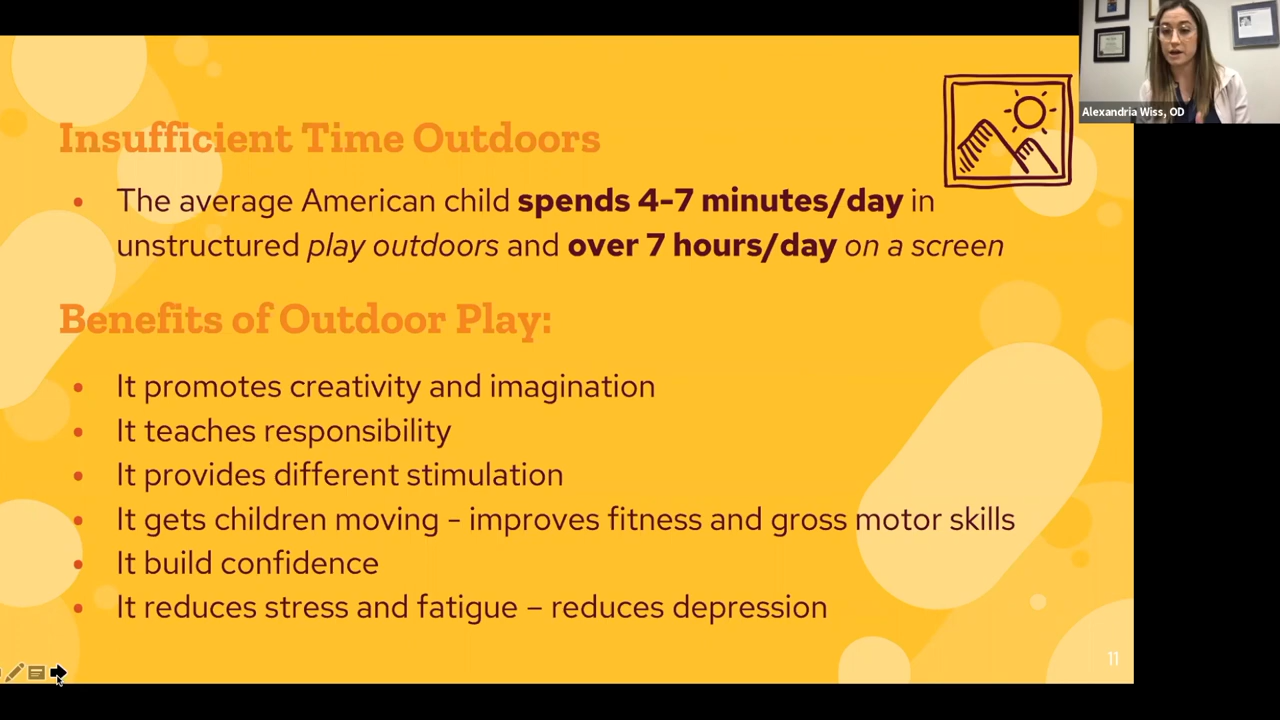 Alexandria Wiss, OD
Insufficient Time Outdoors
• The average American child spends 4-7 minutes/day in
unstructured play outdoors and over 7 hours/day on a screen
Benefits of Outdoor Play:
• It promotes creativity and imagination
• It teaches responsibility
• It provides different stimulation
• It gets children moving - improves fitness and gross motor skills
• It build confidence
• It reduces stress and fatigue – reduces depression
11